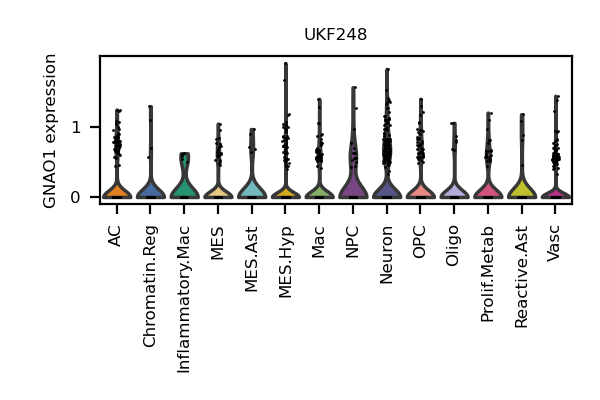 UKF248
GNAO1 expression
1
0
AC
Chromatin.Reg
Inflammatory.Mac
MES
MES.Ast
MES.Hyp
Mac
NPC
Neuron
OPC
Oligo
Prolif.Metab
Reactive.Ast
Vasc